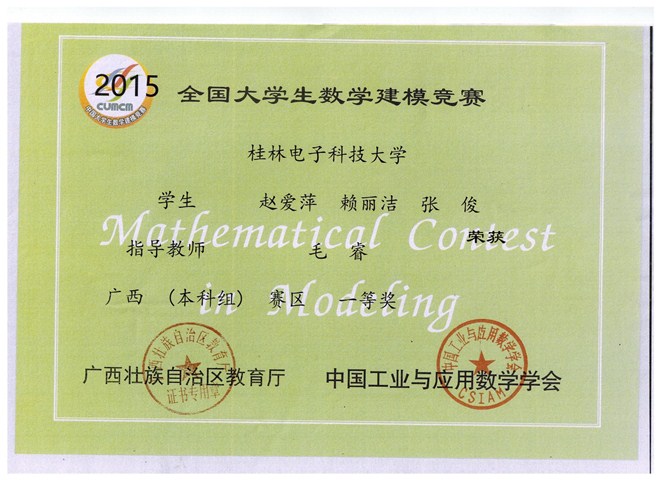 2015
CUMCM
中国大学生数学建模竞赛
全国大学生数学建模竞赛
桂林电子科技大学
学生 赵爱萍 赖丽洁 张 俊
Mathematical Contest
指导教师 毛 睿 荣获
in Modeling
广西 (本科组) 赛区 一等奖
广西壮族自治区教育厅
证书专用章
广西壮族自治区教育厅 中国工业与应用数学学会
中国工业与应用数学学会
CSIAM